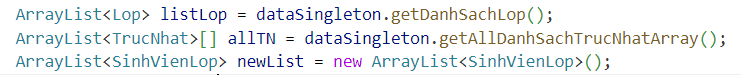 ArrayList<Lop> listLop = dataSingleton.getDanhSachLop();
ArrayList<TrucNhat>[] allTN = dataSingleton.getAllDanhSachTrucNhatArray();
ArrayList<SinhVienLop> newList = new ArrayList<SinhVienLop>();